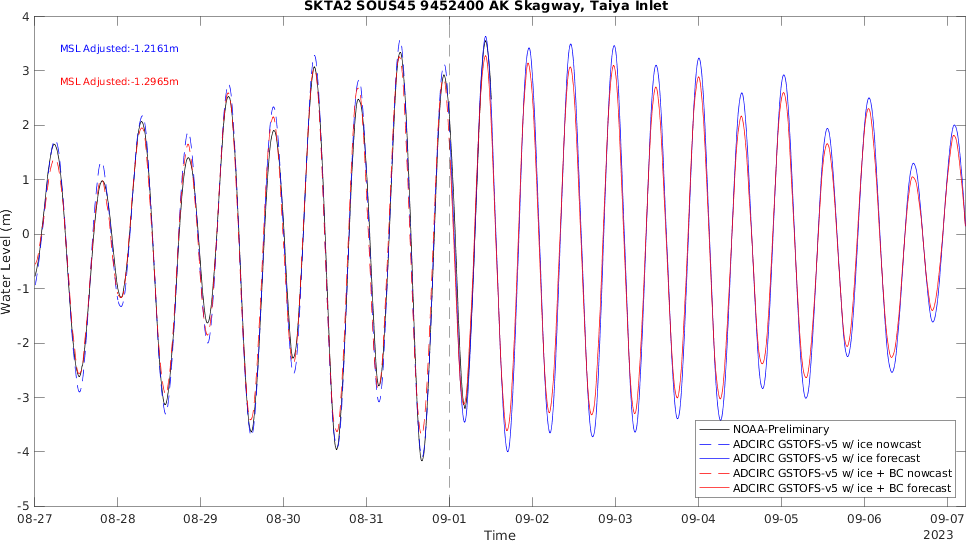 SKTA2 SOUS45 9452400 AK Skagway, Taiya Inlet
MSL Adjusted:-1.2161m
MSL Adjusted:-1.2965m
4
3
2
1
0
-1
-2
-3
-4
-5
Water Level (m)
NOAA-Preliminary
ADCIRC GSTOFS-v5 w/ ice nowcast
ADCIRC GSTOFS-v5 w/ ice forecast
ADCIRC GSTOFS-v5 w/ ice + BC nowcast
ADCIRC GSTOFS-v5 w/ ice + BC forecast
08-27 08-28 08-29 08-30 08-31 09-01 09-02 09-03 09-04 09-05 09-06 09-07
Time
2023